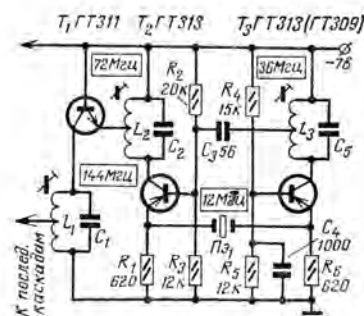 T₁ ГТ311 T₂ ГТ313 T₃ ГТ313(ГТ309)
-7в
72Мгц
36Мгц
R₂
20к
R₄
15к
L₂
C₂
C₃ 56
L₃
C₅
144Мгц
12Мгц
L₁
C₁
Пэ₁
C₄
1000
R₁
620
R₃
12к
R₅
12к
R₆
620
К послед.
каскадам